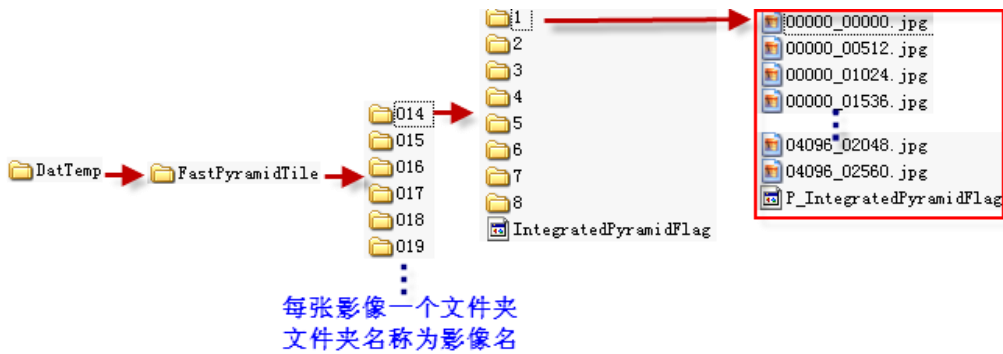 DatTemp
FastPyramidTile
014
015
016
017
018
019
每张影像一个文件夹
文件夹名称为影像名
1
2
3
4
5
6
7
8
IntegratedPyramidFlag
00000_00000.jpg
00000_00512.jpg
00000_01024.jpg
00000_01536.jpg
04096_02048.jpg
04096_02560.jpg
P_IntegratedPyramidFlag